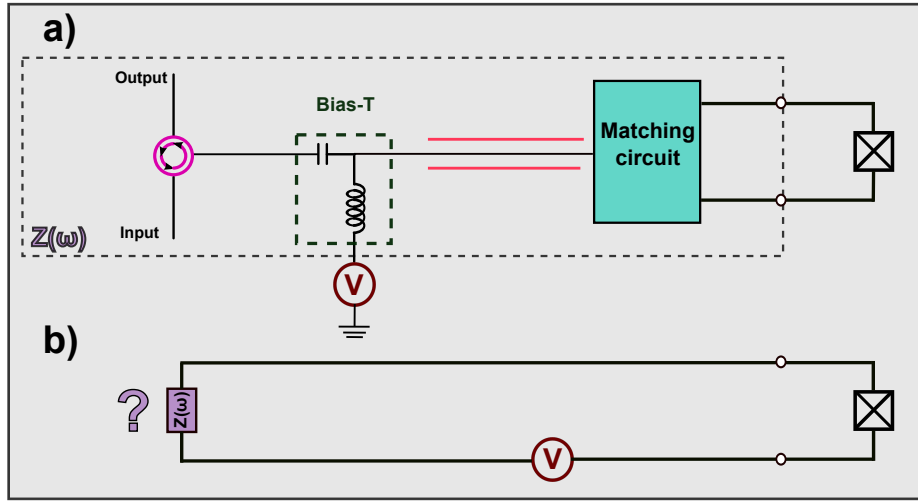 a)
Output
Bias-T
Matching
circuit
Input
Z(ω)
V
b)
?
Z(ω)
V